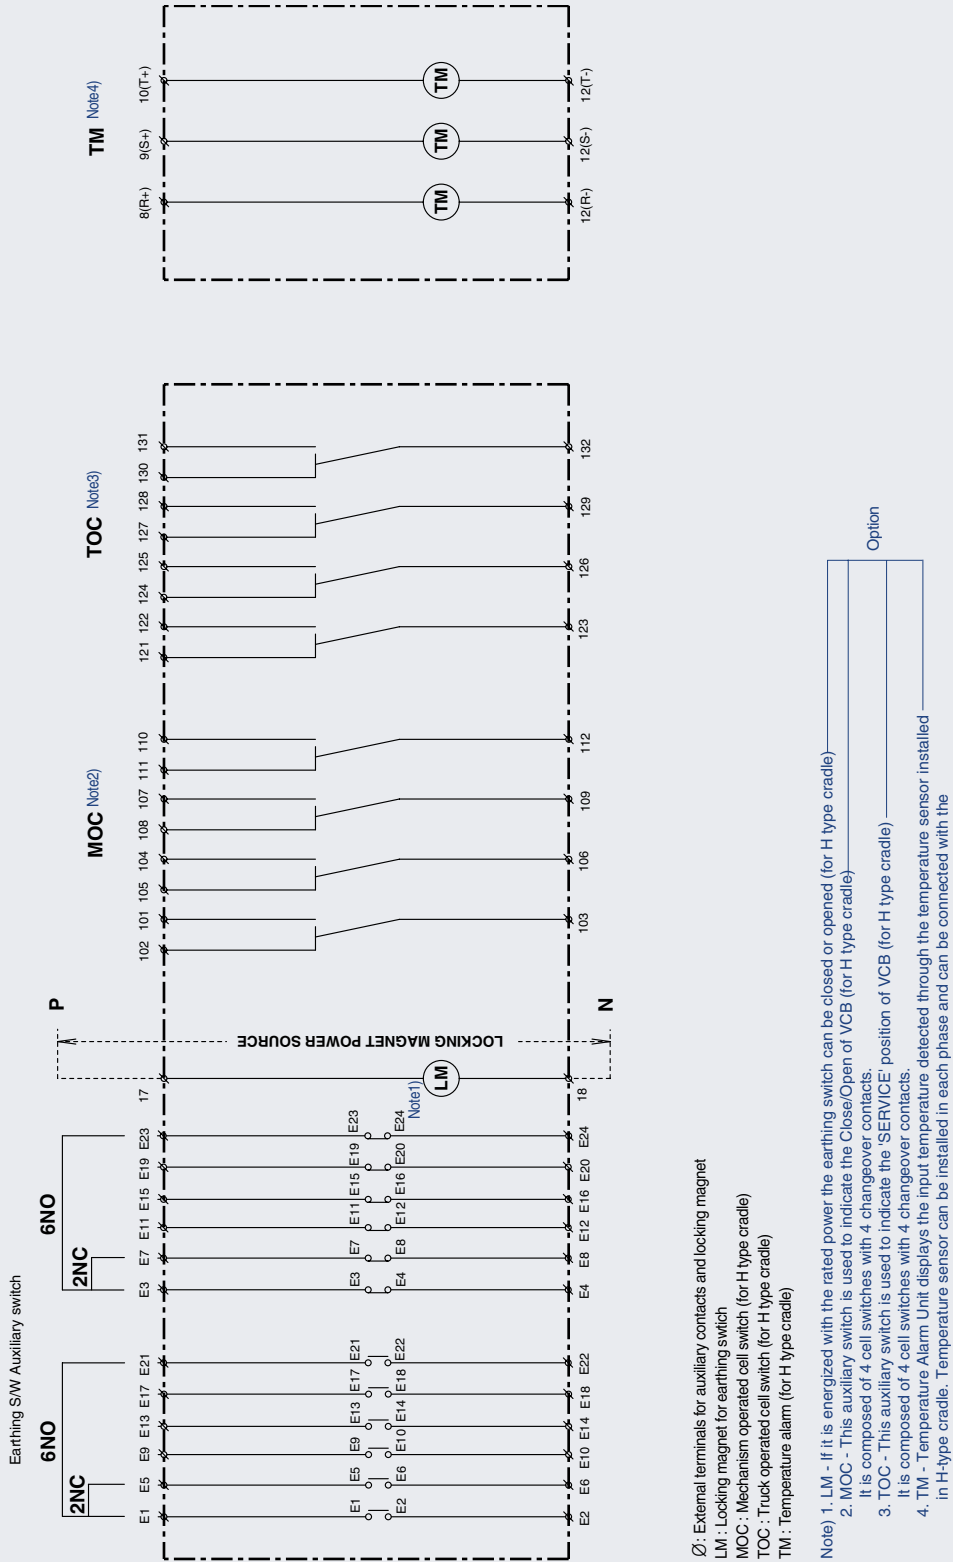 Earthing S/W Auxiliary switch
6NO
2NC
6NO
2NC
E1 E5 E9 E13 E17 E21 E3 E7 E11 E15 E19 E23
E1 E5 E9 E13 E17 E21 E3 E7 E11 E15 E19 E23
E2 E6 E10 E14 E18 E22 E4 E8 E12 E16 E20 E24
E2 E6 E10 E14 E18 E22 E4 E8 E12 E16 E20 E24
P
17
LOCKING MAGNET POWER SOURCE
LM
Note1)
18
N
MOC Note2)
102 101 105 104 108 107 111 110
103 106 109 112
TOC Note3)
121 122 124 125 127 128 130 131
123 126 129 132
TM Note4)
8(R+) 9(S+) 10(T+)
TM TM TM
12(R-) 12(S-) 12(T-)
Ø: External terminals for auxiliary contacts and locking magnet
LM : Locking magnet for earthing swtich
MOC : Mechanism operated cell switch (for H type cradle)
TOC : Truck operated cell switch (for H type cradle)
TM : Temperature alarm (for H type cradle)
Note) 1. LM - If it is energized with the rated power the earthing switch can be closed or opened (for H type cradle)
2. MOC - This auxiliary switch is used to indicate the Close/Open of VCB (for H type cradle)
It is composed of 4 cell switches with 4 changeover contacts.
3. TOC - This auxiliary switch is used to indicate the 'SERVICE' position of VCB (for H type cradle)
It is composed of 4 cell switches with 4 changeover contacts.
4. TM - Temperature Alarm Unit displays the input temperature detected through the temperature sensor installed
in H-type cradle. Temperature sensor can be installed in each phase and can be connected with the
Option